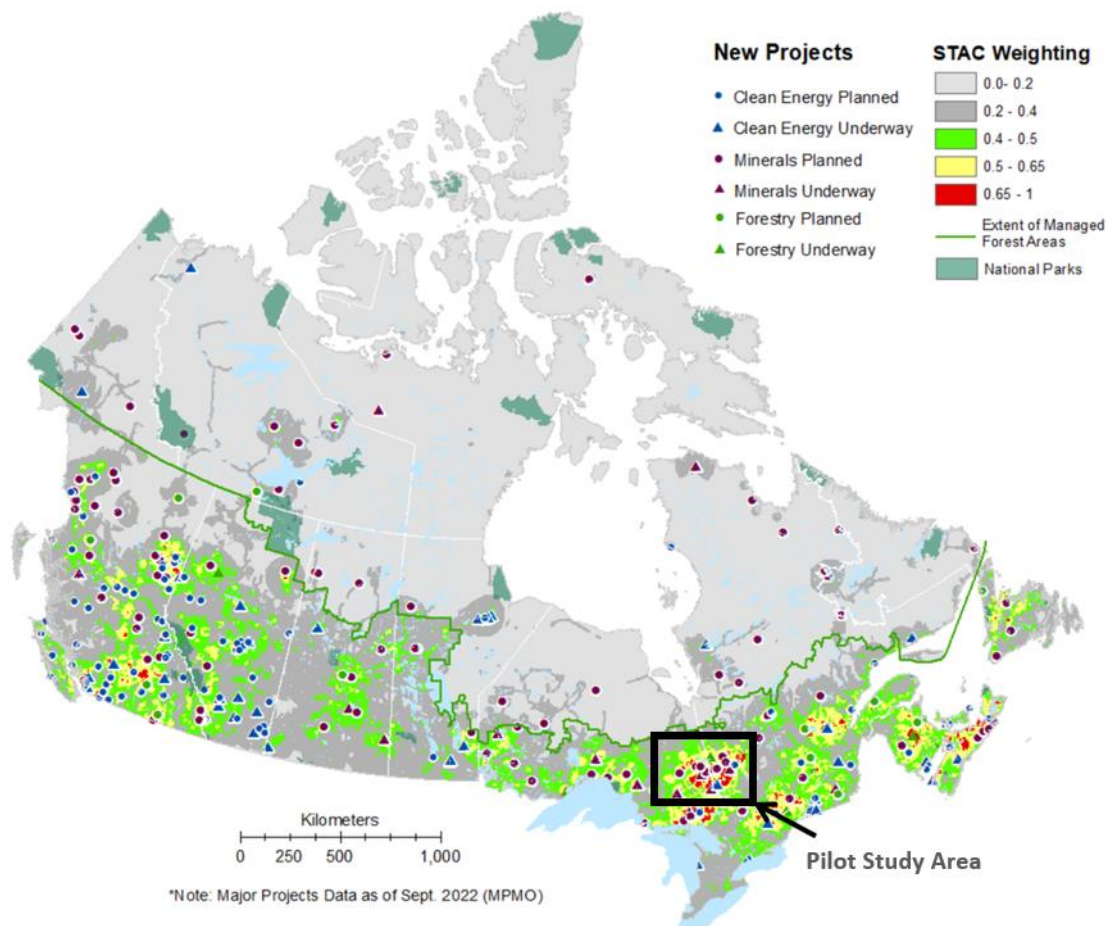 New Projects
Clean Energy Planned
Clean Energy Underway
Minerals Planned
Minerals Underway
Forestry Planned
Forestry Underway
STAC Weighting
0.0- 0.2
0.2 - 0.4
0.4 - 0.5
0.5 - 0.65
0.65 - 1
Extent of Managed
Forest Areas
National Parks
Kilometers
0 250 500 1,000
*Note: Major Projects Data as of Sept. 2022 (MPMO)
Pilot Study Area